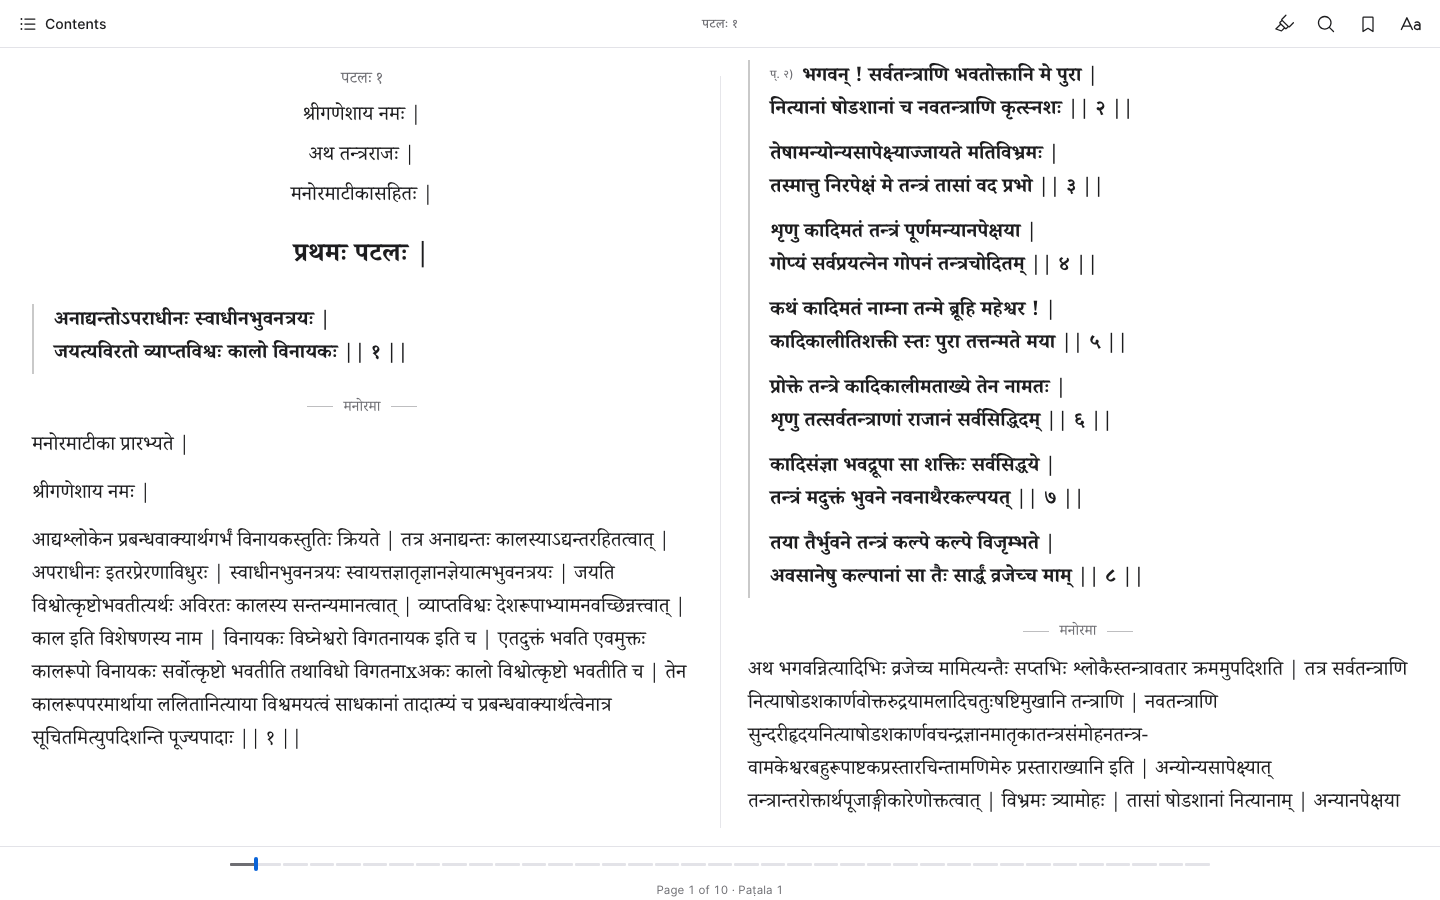 Contents
पटलः १
Aa
पटलः १
श्रीगणेशाय नमः |
अथ तन्त्रराजः |
मनोरमाटीकासहितः |
प्रथमः पटलः |
अनाद्यन्तोऽपराधीनः स्वाधीनभुवनत्रयः |
जयत्यविरतो व्याप्तविश्वः कालो विनायकः || १ ||
मनोरमा
मनोरमाटीका प्रारभ्यते |
श्रीगणेशाय नमः |
आद्यश्लोकेन प्रबन्धवाक्यार्थगर्भं विनायकस्तुतिः क्रियते | तत्र अनाद्यन्तः कालस्याऽद्यन्तरहितत्वात् |
अपराधीनः इतरप्रेरणाविधुरः | स्वाधीनभुवनत्रयः स्वायत्तज्ञातृज्ञानज्ञेयात्मभुवनत्रयः | जयति
विश्वोत्कृष्टोभवतीत्यर्थः अविरतः कालस्य सन्तन्यमानत्वात् | व्याप्तविश्वः देशरूपाभ्यामनवच्छिन्नत्त्वात् |
काल इति विशेषणस्य नाम | विनायकः विघ्नेश्वरो विगतनायक इति च | एतदुक्तं भवति एवमुक्तः
कालरूपो विनायकः सर्वोत्कृष्टो भवतीति तथाविधो विगतनाxअकः कालो विश्वोत्कृष्टो भवतीति च | तेन
कालरूपपरमार्थाया ललितानित्याया विश्वमयत्वं साधकानां तादात्म्यं च प्रबन्धवाक्यार्थत्वेनात्र
सूचितमित्युपदिशन्ति पूज्यपादाः || १ ||
प्. २) भगवन् ! सर्वतन्त्राणि भवतोक्तानि मे पुरा |
नित्यानां षोडशानां च नवतन्त्राणि कृत्स्नशः || २ ||
तेषामन्योन्यसापेक्ष्याज्जायते मतिविभ्रमः |
तस्मात्तु निरपेक्षं मे तन्त्रं तासां वद प्रभो || ३ ||
शृणु कादिमतं तन्त्रं पूर्णमन्यानपेक्षया |
गोप्यं सर्वप्रयत्नेन गोपनं तन्त्रचोदितम् || ४ ||
कथं कादिमतं नाम्ना तन्मे ब्रूहि महेश्वर ! |
कादिकालीतिशक्ती स्तः पुरा तत्तन्मते मया || ५ ||
प्रोक्ते तन्त्रे कादिकालीमताख्ये तेन नामतः |
शृणु तत्सर्वतन्त्राणां राजानं सर्वसिद्धिदम् || ६ ||
कादिसंज्ञा भवद्रूपा सा शक्तिः सर्वसिद्धये |
तन्त्रं मदुक्तं भुवने नवनाथैरकल्पयत् || ७ ||
तया तैर्भुवने तन्त्रं कल्पे कल्पे विजृम्भते |
अवसानेषु कल्पानां सा तैः सार्द्धं व्रजेच्च माम् || ८ ||
मनोरमा
अथ भगवन्नित्यादिभिः व्रजेच्च मामित्यन्तैः सप्तभिः श्लोकैस्तन्त्रावतार क्रममुपदिशति | तत्र सर्वतन्त्राणि
नित्याषोडशकार्णवोक्तरुद्रयामलादिचतुःषष्टिमुखानि तन्त्राणि | नवतन्त्राणि
सुन्दरीहृदयनित्याषोडशकार्णवचन्द्रज्ञानमातृकातन्त्रसंमोहनतन्त्र-
वामकेश्वरबहुरूपाष्टकप्रस्तारचिन्तामणिमेरु प्रस्ताराख्यानि इति | अन्योन्यसापेक्ष्यात्
तन्त्रान्तरोक्तार्थपूजाङ्गीकारेणोक्तत्वात् | विभ्रमः त्र्यामोहः | तासां षोडशानां नित्यानाम् | अन्यानपेक्षया
Page 1 of 10 · Paṭala 1